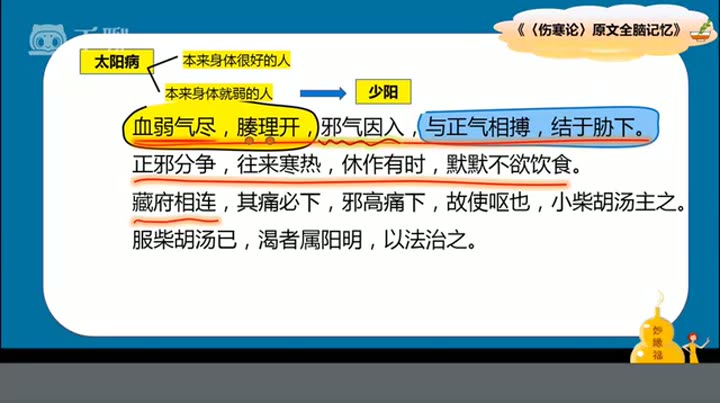 千聊
《〈伤寒论〉原文全脑记忆》
太阳病
本来身体很好的人
本来身体就弱的人
少阳
血弱气尽，腠理开，邪气因入，与正气相搏，结于胁下。
正邪分争，往来寒热，休作有时，默默不欲饮食。
藏府相连，其痛必下，邪高痛下，故使呕也，小柴胡汤主之。
服柴胡汤已，渴者属阳明，以法治之。
妙缘福